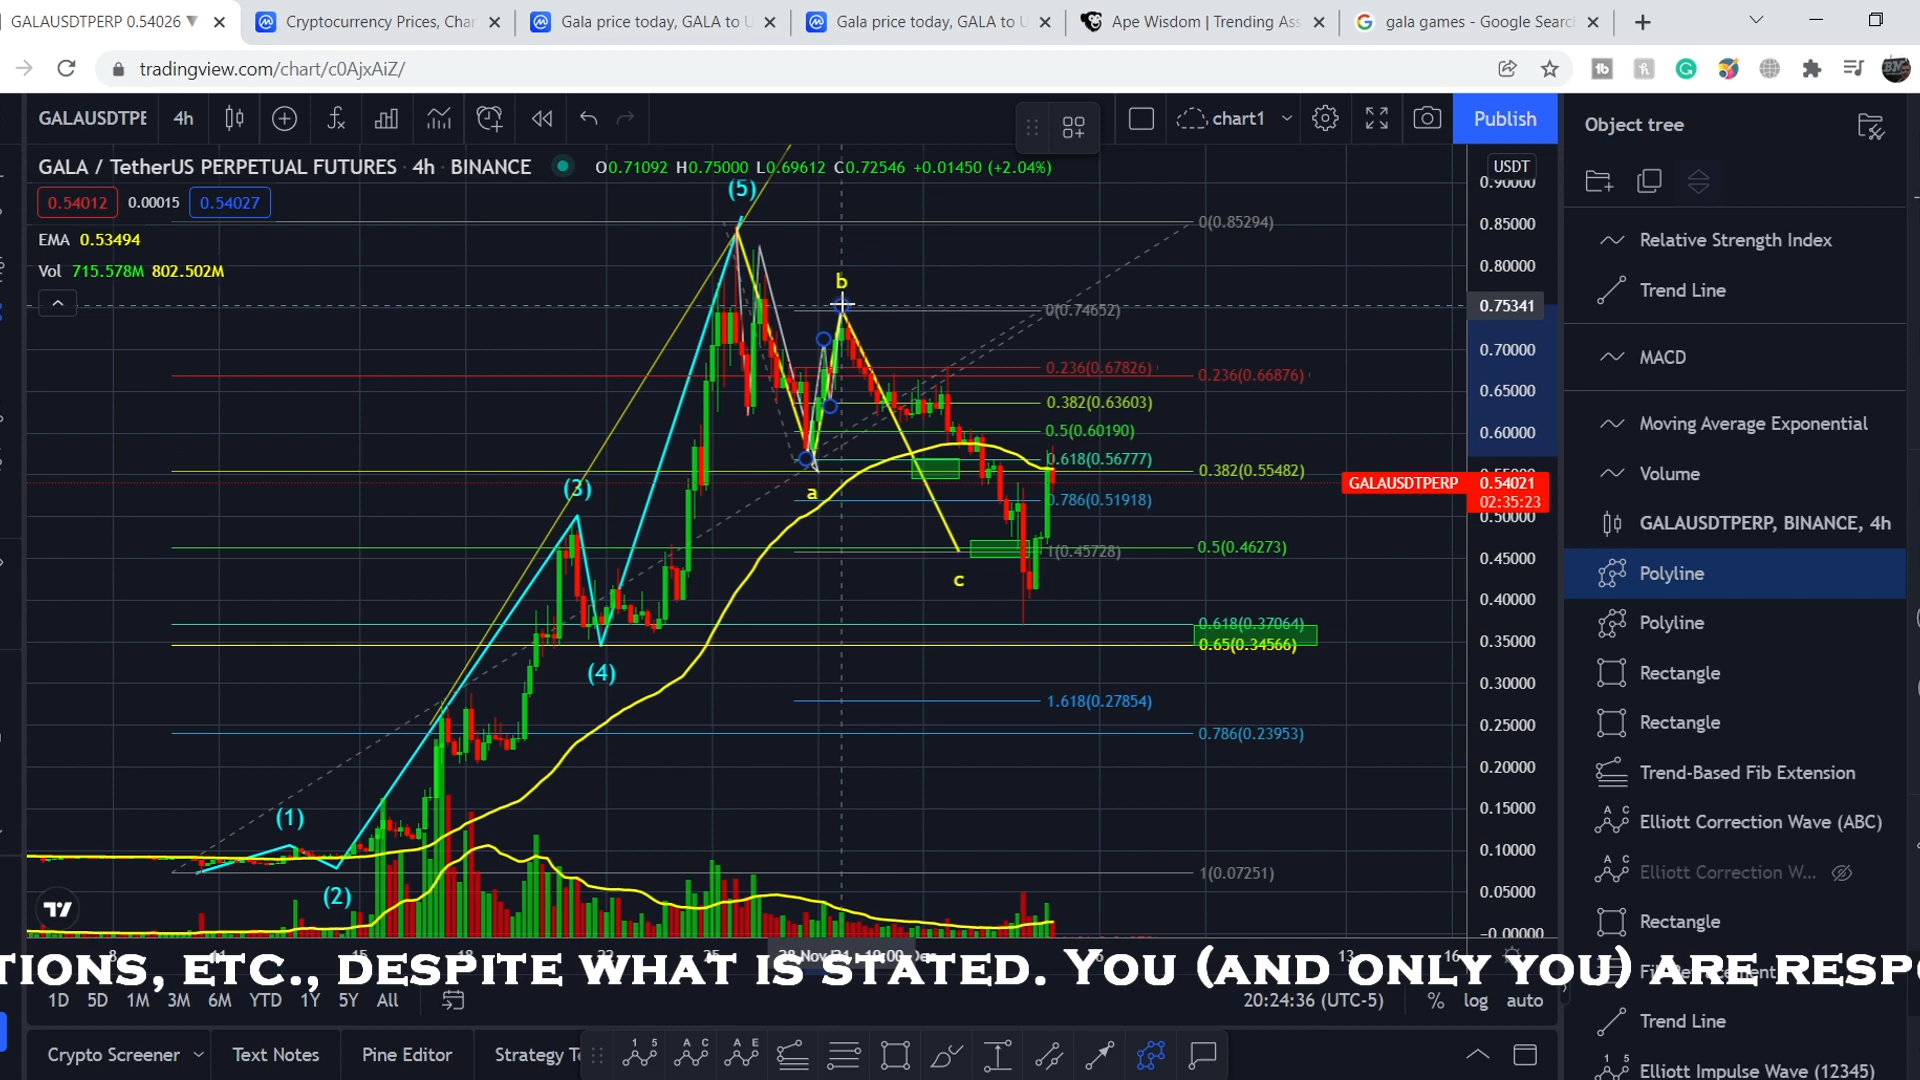 GALAUSDTPERP 0.54026 ▼
Cryptocurrency Prices, Char
Gala price today, GALA to U
Gala price today, GALA to U
Ape Wisdom | Trending Ass
gala games - Google Search
tradingview.com/chart/c0AjxAiZ/
GALAUSDTPE
4h
chart1
Publish
Object tree
GALA / TetherUS PERPETUAL FUTURES · 4h · BINANCE
O0.71092 H0.75000 L0.69612 C0.72546 +0.01450 (+2.04%)
USDT
0.54012
0.00015
0.54027
EMA 0.53494
Vol 715.578M 802.502M
(5)
b
(3)
a
c
(4)
(1)
(2)
0(0.85294)
0(0.74652)
0.236(0.67826)
0.236(0.66876)
0.382(0.63603)
0.5(0.60190)
0.618(0.56777)
0.382(0.55482)
0.786(0.51918)
0.5(0.46273)
1(0.45728)
0.618(0.37064)
0.65(0.34566)
1.618(0.27854)
0.786(0.23953)
1(0.07251)
0.90000
0.85000
0.80000
0.75341
0.70000
0.65000
0.60000
GALAUSDTPERP 0.54021
02:35:23
0.50000
0.45000
0.40000
0.35000
0.30000
0.25000
0.20000
0.15000
0.10000
0.05000
-0.00000
Relative Strength Index
Trend Line
MACD
Moving Average Exponential
Volume
GALAUSDTPERP, BINANCE, 4h
Polyline
Polyline
Rectangle
Rectangle
Trend-Based Fib Extension
Elliott Correction Wave (ABC)
Elliott Correction W...
Rectangle
Trend Line
Elliott Impulse Wave (12345)
13
16
TIONS, ETC., DESPITE WHAT IS STATED. YOU (AND ONLY YOU) ARE RESPO
1D 5D 1M 3M 6M YTD 1Y 5Y All
20:24:36 (UTC-5)
% log auto
Crypto Screener
Text Notes
Pine Editor
Strategy Te